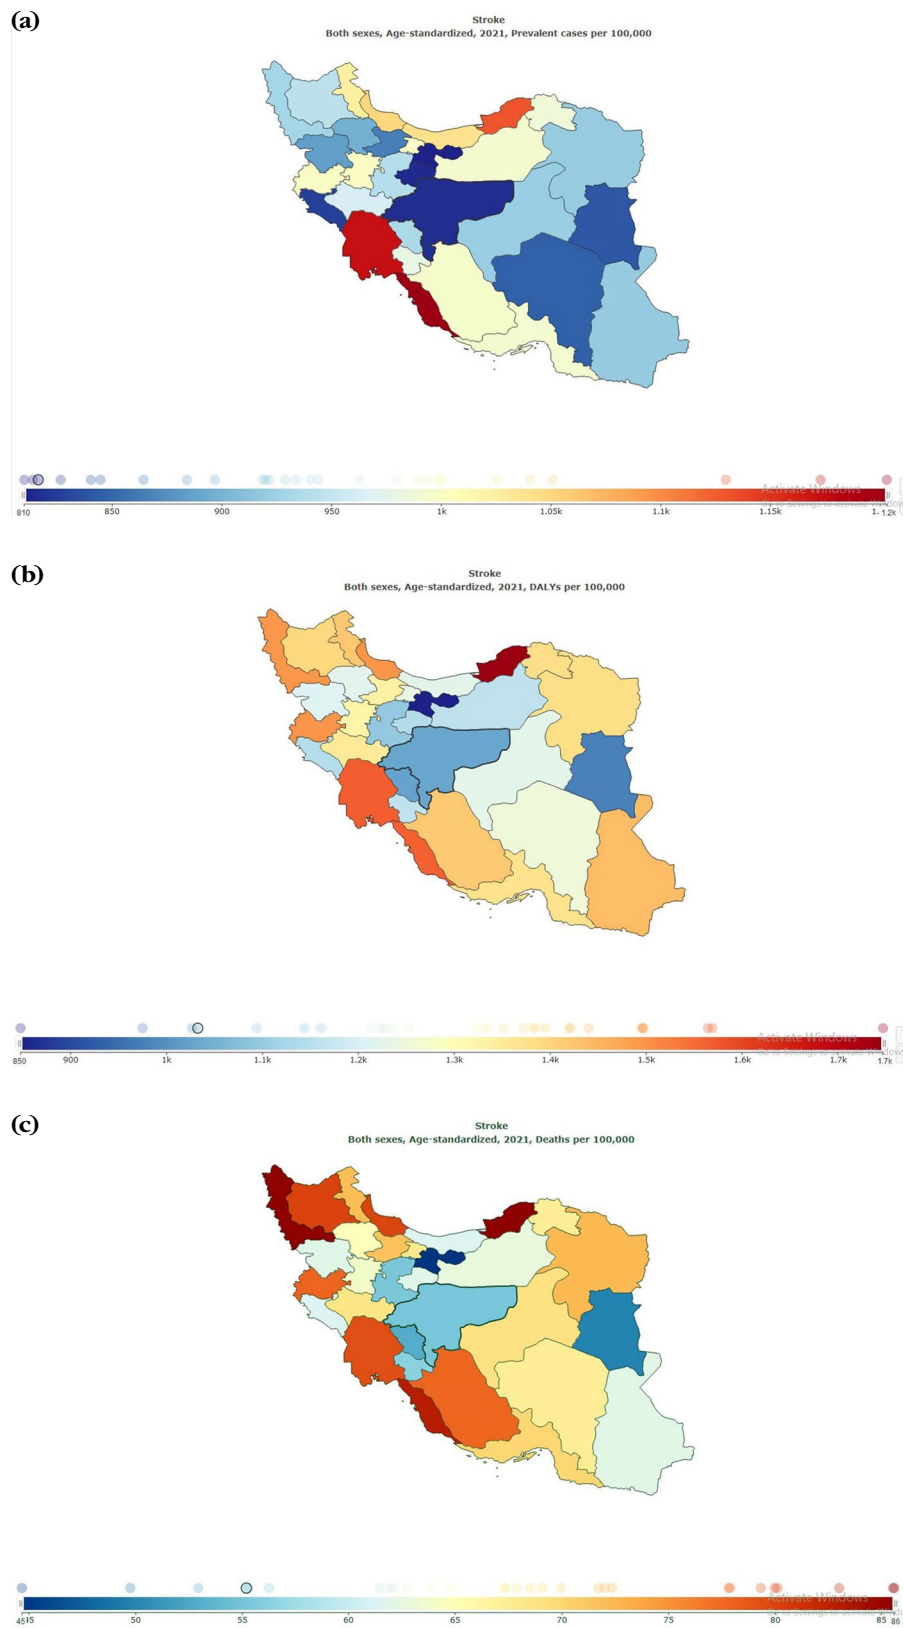 (a)
Stroke
Both sexes, Age-standardized, 2021, Prevalent cases per 100,000
Activate Windows
810 850 900 950 1k 1.05k 1.1k 1.15k 1.2k
(b)
Stroke
Both sexes, Age-standardized, 2021, DALYs per 100,000
Activate Windows
850 900 1k 1.1k 1.2k 1.3k 1.4k 1.5k 1.6k 1.7k 1.7k
(c)
Stroke
Both sexes, Age-standardized, 2021, Deaths per 100,000
Activate Windows
45 50 55 60 65 70 75 80 85 86